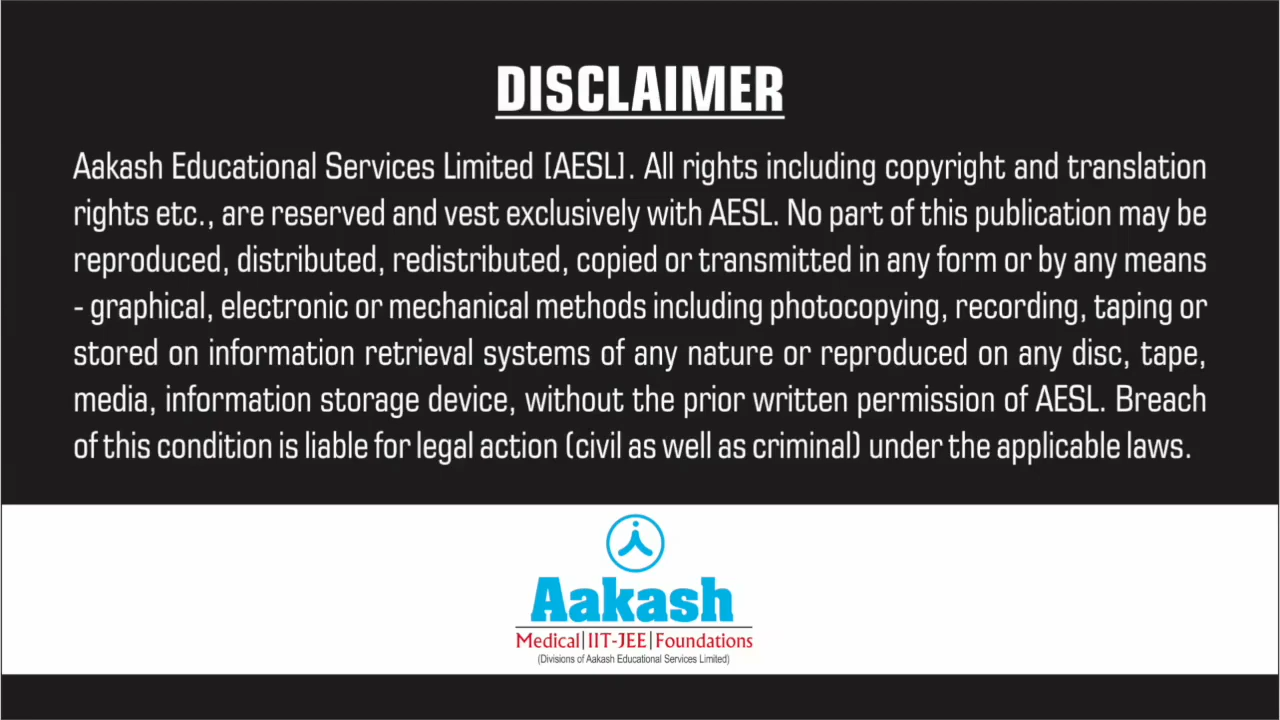 DISCLAIMER
Aakash Educational Services Limited [AESL]. All rights including copyright and translation
rights etc., are reserved and vest exclusively with AESL. No part of this publication may be
reproduced, distributed, redistributed, copied or transmitted in any form or by any means
- graphical, electronic or mechanical methods including photocopying, recording, taping or
stored on information retrieval systems of any nature or reproduced on any disc, tape,
media, information storage device, without the prior written permission of AESL. Breach
of this condition is liable for legal action (civil as well as criminal) under the applicable laws.
Aakash
Medical|IIT-JEE|Foundations
(Divisions of Aakash Educational Services Limited)